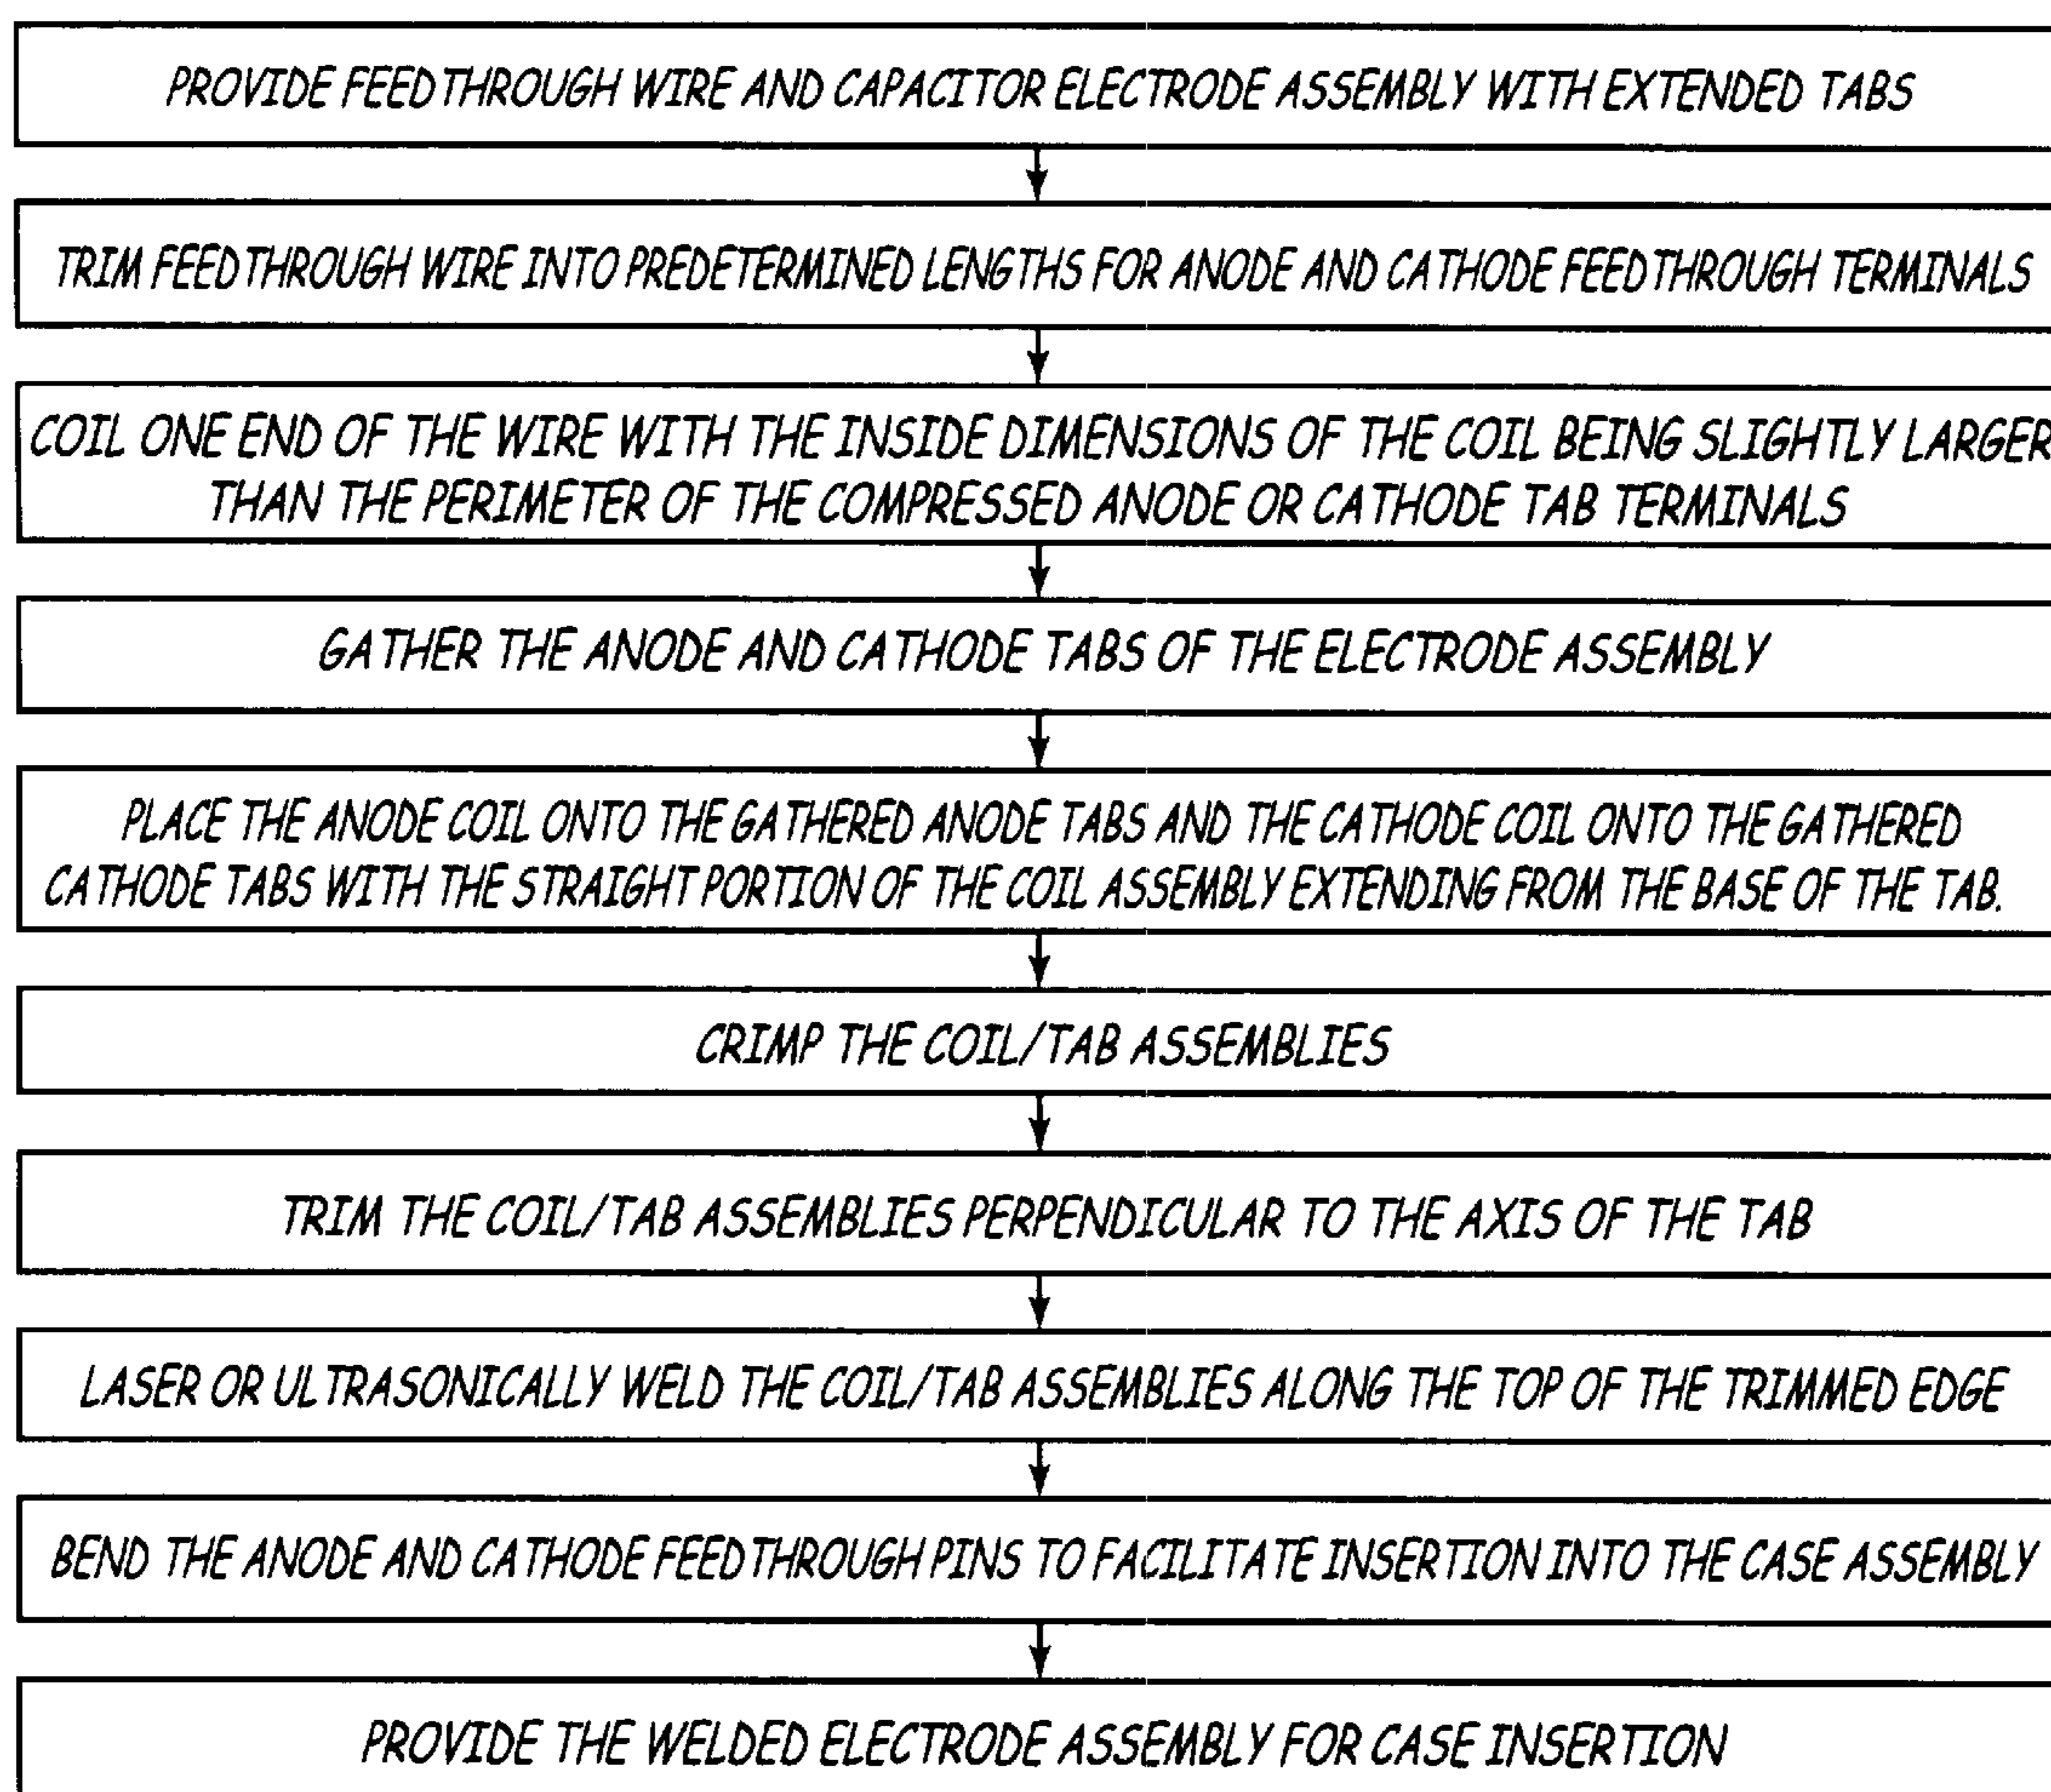 PROVIDE FEEDTHROUGH WIRE AND CAPACITOR ELECTRODE ASSEMBLY WITH EXTENDED TABS
TRIM FEEDTHROUGH WIRE INTO PREDETERMINED LENGTHS FOR ANODE AND CATHODE FEEDTHROUGH TERMINALS
COIL ONE END OF THE WIRE WITH THE INSIDE DIMENSIONS OF THE COIL BEING SLIGHTLY LARGER
THAN THE PERIMETER OF THE COMPRESSED ANODE OR CATHODE TAB TERMINALS
GATHER THE ANODE AND CATHODE TABS OF THE ELECTRODE ASSEMBLY
PLACE THE ANODE COIL ONTO THE GATHERED ANODE TABS AND THE CATHODE COIL ONTO THE GATHERED
CATHODE TABS WITH THE STRAIGHT PORTION OF THE COIL ASSEMBLY EXTENDING FROM THE BASE OF THE TAB.
CRIMP THE COIL/TAB ASSEMBLIES
TRIM THE COIL/TAB ASSEMBLIES PERPENDICULAR TO THE AXIS OF THE TAB
LASER OR ULTRASONICALLY WELD THE COIL/TAB ASSEMBLIES ALONG THE TOP OF THE TRIMMED EDGE
BEND THE ANODE AND CATHODE FEEDTHROUGH PINS TO FACILITATE INSERTION INTO THE CASE ASSEMBLY
PROVIDE THE WELDED ELECTRODE ASSEMBLY FOR CASE INSERTION